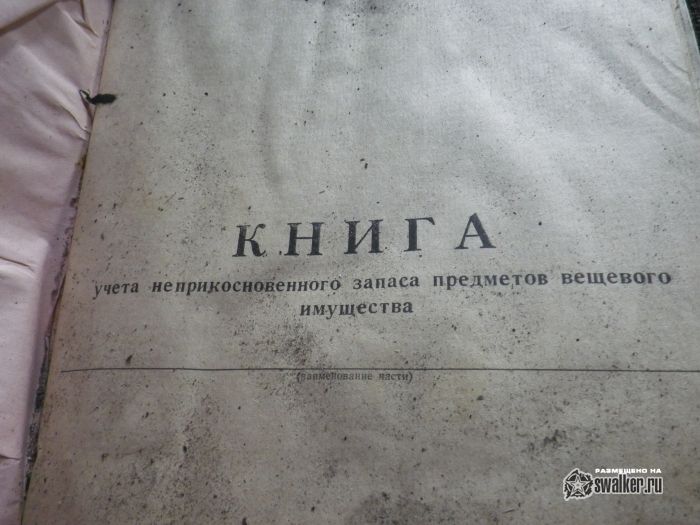 КНИГА
учета неприкосновенного запаса предметов вещевого
имущества
(наименование части)
РАЗМЕЩЕНО НА
swalker.ru